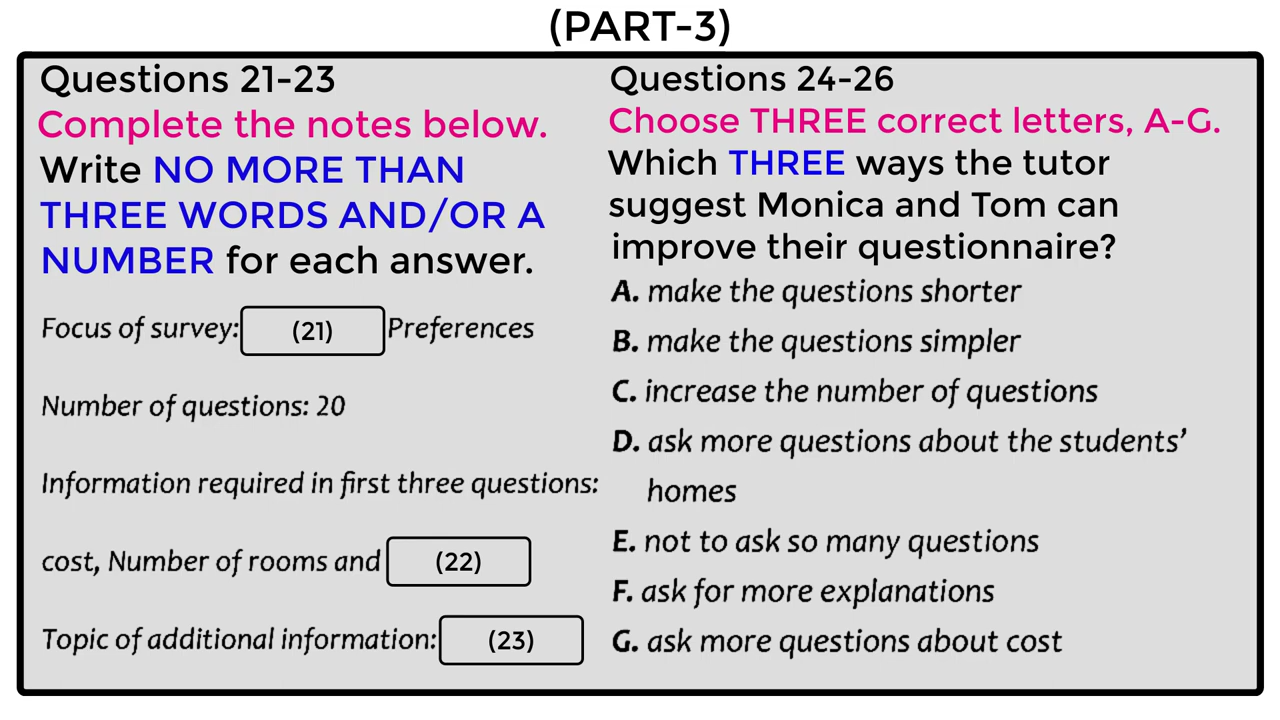 (PART-3)
Questions 21-23
Complete the notes below.
Write NO MORE THAN
THREE WORDS AND/OR A
NUMBER for each answer.
Focus of survey: (21) Preferences
Number of questions: 20
Information required in first three questions:
cost, Number of rooms and (22)
Topic of additional information: (23)
Questions 24-26
Choose THREE correct letters, A-G.
Which THREE ways the tutor
suggest Monica and Tom can
improve their questionnaire?
A. make the questions shorter
B. make the questions simpler
C. increase the number of questions
D. ask more questions about the students'
homes
E. not to ask so many questions
F. ask for more explanations
G. ask more questions about cost